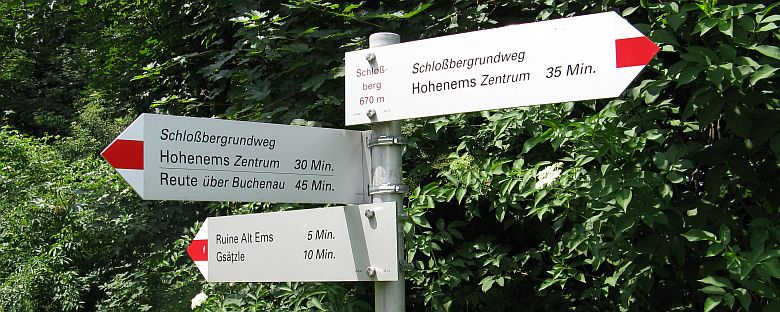 Schloß-
berg
670 m
Schloßbergrundweg
Hohenems Zentrum 35 Min.
Schloßbergrundweg
Hohenems Zentrum 30 Min.
Reute über Buchenau 45 Min.
Ruine Alt Ems 5 Min.
Gsätzle 10 Min.